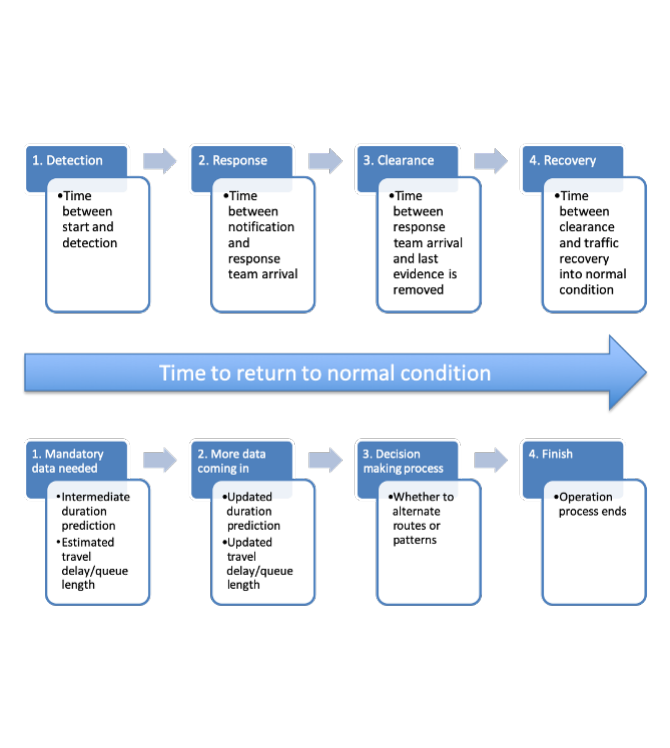 1. Detection
•Time
between
start and
detection
2. Response
•Time
between
notification
and
response
team arrival
3. Clearance
•Time
between
response
team arrival
and last
evidence is
removed
4. Recovery
•Time
between
clearance
and traffic
recovery
into normal
condition
Time to return to normal condition
1. Mandatory
data needed
•Intermediate
duration
prediction
•Estimated
travel
delay/queue
length
2. More data
coming in
•Updated
duration
prediction
•Updated
travel
delay/queue
length
3. Decision
making process
•Whether to
alternate
routes or
patterns
4. Finish
•Operation
process ends